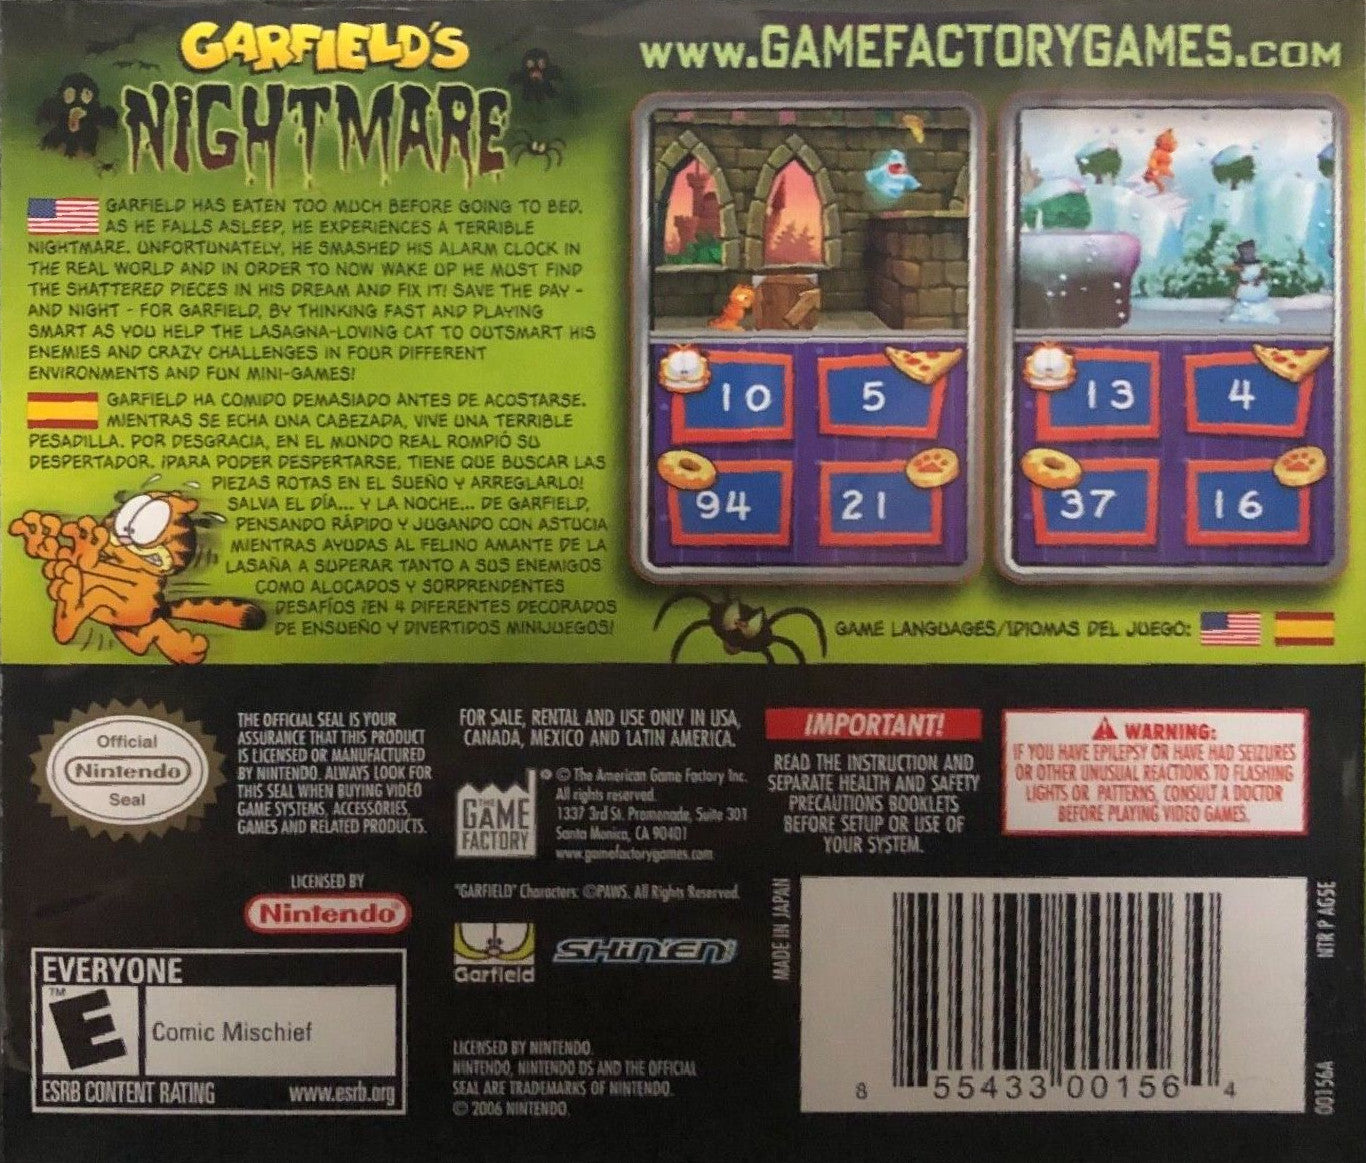 GARFIELD'S
NIGHTMARE
www.GAMEFACTORYGAMES.COM
GARFIELD HAS EATEN TOO MUCH BEFORE GOING TO BED.
AS HE FALLS ASLEEP, HE EXPERIENCES A TERRIBLE
NIGHTMARE. UNFORTUNATELY, HE SMASHED HIS ALARM CLOCK IN
THE REAL WORLD AND IN ORDER TO NOW WAKE UP HE MUST FIND
THE SHATTERED PIECES IN HIS DREAM AND FIX IT! SAVE THE DAY -
AND NIGHT - FOR GARFIELD, BY THINKING FAST AND PLAYING
SMART AS YOU HELP THE LASAGNA-LOVING CAT TO OUTSMART HIS
ENEMIES AND CRAZY CHALLENGES IN FOUR DIFFERENT
ENVIRONMENTS AND FUN MINI-GAMES!
GARFIELD HA COMIDO DEMASIADO ANTES DE ACOSTARSE.
MIENTRAS SE ECHA UNA CABEZADA, VIVE UNA TERRIBLE
PESADILLA. POR DESGRACIA, EN EL MUNDO REAL ROMPIÓ SU
DESPERTADOR. ¡PARA PODER DESPERTARSE, TIENE QUE BUSCAR LAS
PIEZAS ROTAS EN EL SUEÑO Y ARREGLARLO!
SALVA EL DÍA... Y LA NOCHE... DE GARFIELD,
PENSANDO RÁPIDO Y JUGANDO CON ASTUCIA
MIENTRAS AYUDAS AL FELINO AMANTE DE LA
LASAÑA A SUPERAR TANTO A SUS ENEMIGOS
COMO ALOCADOS Y SORPRENDENTES
DESAFÍOS ¡EN 4 DIFERENTES DECORADOS
DE ENSUEÑO Y DIVERTIDOS MINIJUEGOS!
10 5
94 21
13 4
37 16
GAME LANGUAGES/IDIOMAS DEL JUEGO:
Official
Nintendo
Seal
THE OFFICIAL SEAL IS YOUR
ASSURANCE THAT THIS PRODUCT
IS LICENSED OR MANUFACTURED
BY NINTENDO. ALWAYS LOOK FOR
THIS SEAL WHEN BUYING VIDEO
GAME SYSTEMS, ACCESSORIES,
GAMES AND RELATED PRODUCTS.
LICENSED BY
Nintendo®
EVERYONE
TM
E
Comic Mischief
ESRB CONTENT RATING www.esrb.org
FOR SALE, RENTAL AND USE ONLY IN USA,
CANADA, MEXICO AND LATIN AMERICA.
THE
GAME
FACTORY
® © The American Game Factory Inc.
All rights reserved.
1337 3rd St. Promenade, Suite 301
Santa Monica, CA 90401
www.gamefactorygames.com
"GARFIELD" Characters: ©PAWS. All Rights Reserved.
Garfield
SHIN'EN
LICENSED BY NINTENDO.
NINTENDO, NINTENDO DS AND THE OFFICIAL
SEAL ARE TRADEMARKS OF NINTENDO.
© 2006 NINTENDO.
IMPORTANT!
READ THE INSTRUCTION AND
SEPARATE HEALTH AND SAFETY
PRECAUTIONS BOOKLETS
BEFORE SETUP OR USE OF
YOUR SYSTEM.
WARNING:
IF YOU HAVE EPILEPSY OR HAVE HAD SEIZURES
OR OTHER UNUSUAL REACTIONS TO FLASHING
LIGHTS OR PATTERNS, CONSULT A DOCTOR
BEFORE PLAYING VIDEO GAMES.
MADE IN JAPAN
8 55433 00156 4
NTR P AG5E
00156A